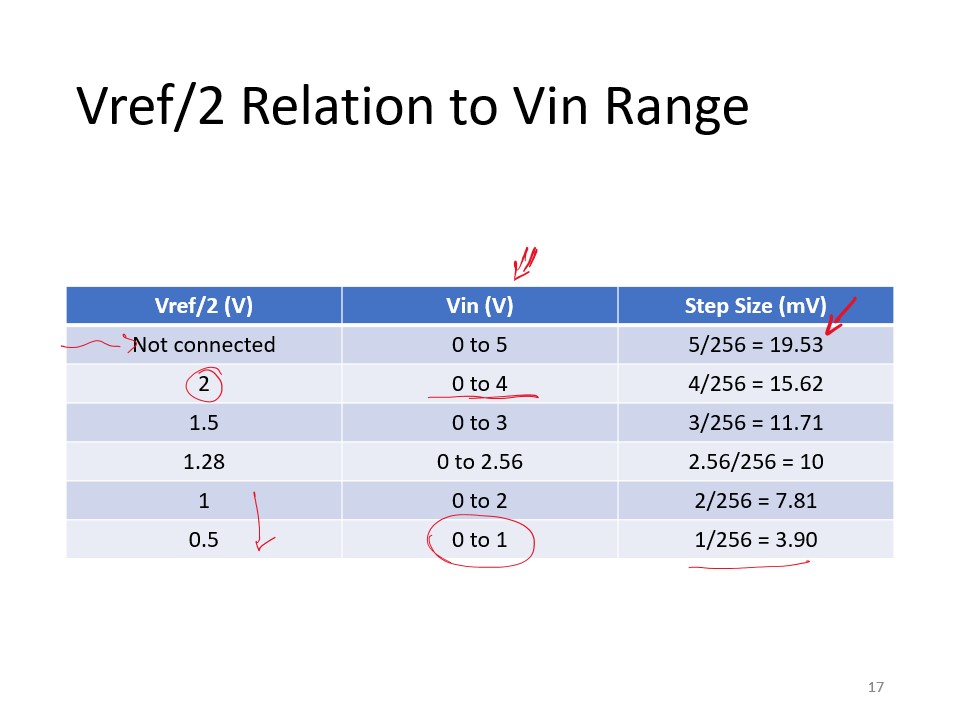 Vref/2 Relation to Vin Range
Vref/2 (V) Vin (V) Step Size (mV)
Not connected 0 to 5 5/256 = 19.53
2 0 to 4 4/256 = 15.62
1.5 0 to 3 3/256 = 11.71
1.28 0 to 2.56 2.56/256 = 10
1 0 to 2 2/256 = 7.81
0.5 0 to 1 1/256 = 3.90
17